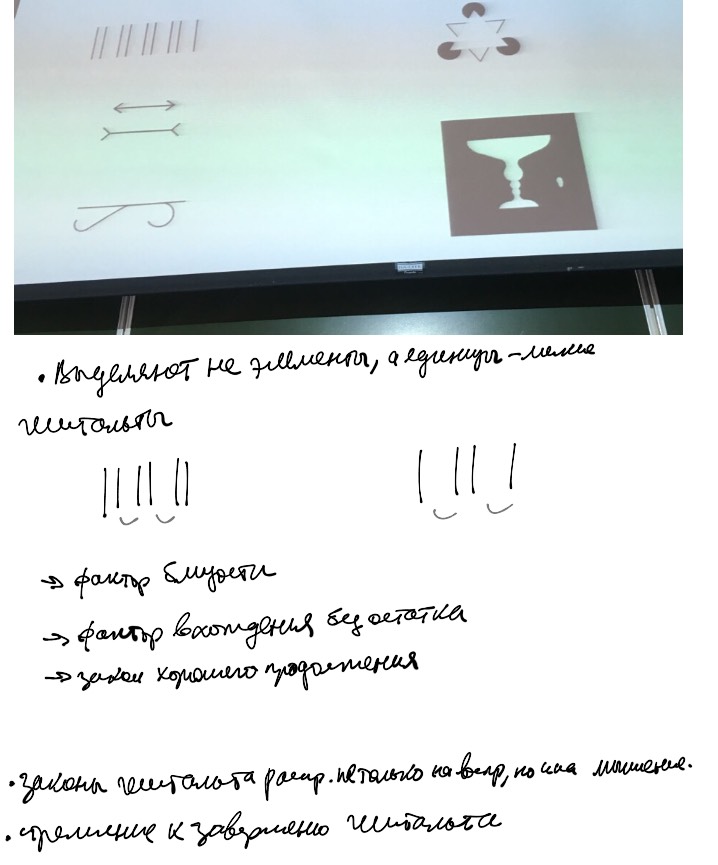 • Выделяют не элементы, а единицы – целые
гештальты
→ фактор близости
→ фактор вхождения без остатка
→ закон хорошего продолжения
• Законы гештальта распр. не только на воспр, но и на мышление.
• стремление к завершению гештальта